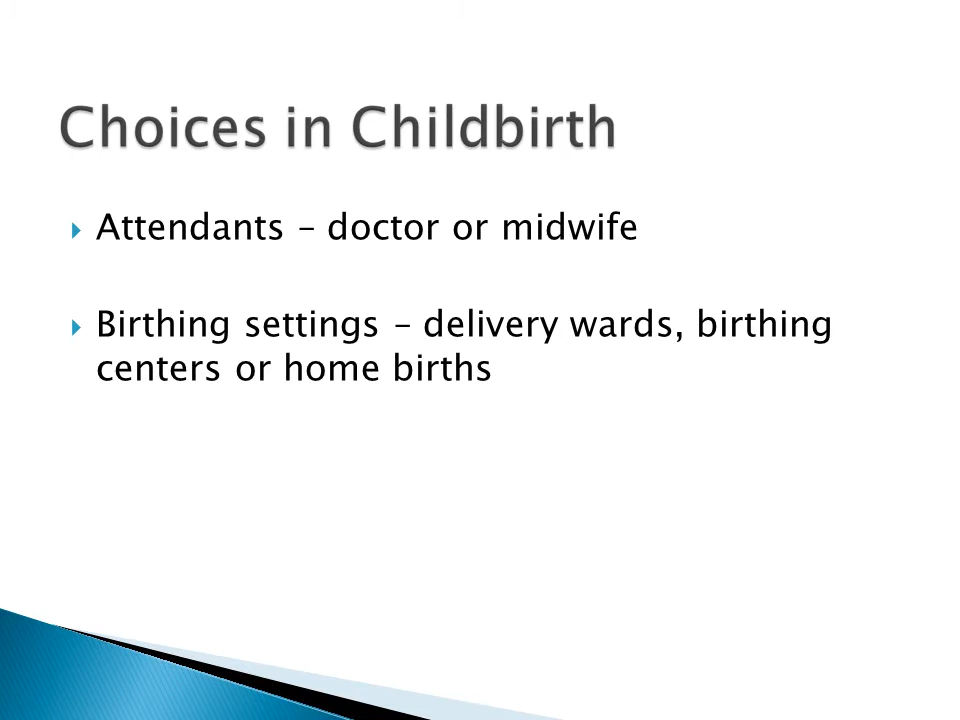 Choices in Childbirth
Attendants – doctor or midwife
Birthing settings – delivery wards, birthing
centers or home births